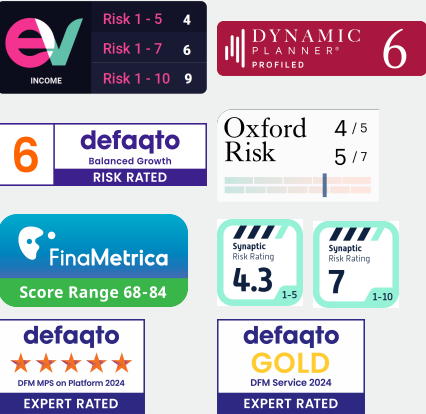 ev
INCOME
Risk 1 - 5 4
Risk 1 - 7 6
Risk 1 - 10 9
DYNAMIC
PLANNER®
PROFILED
6
6
defaqto
Balanced Growth
RISK RATED
Oxford
Risk
4 / 5
5 / 7
FinaMetrica
Score Range 68-84
Synaptic
Risk Rating
4.3
1-5
Synaptic
Risk Rating
7
1-10
defaqto
DFM MPS on Platform 2024
EXPERT RATED
defaqto
GOLD
DFM Service 2024
EXPERT RATED